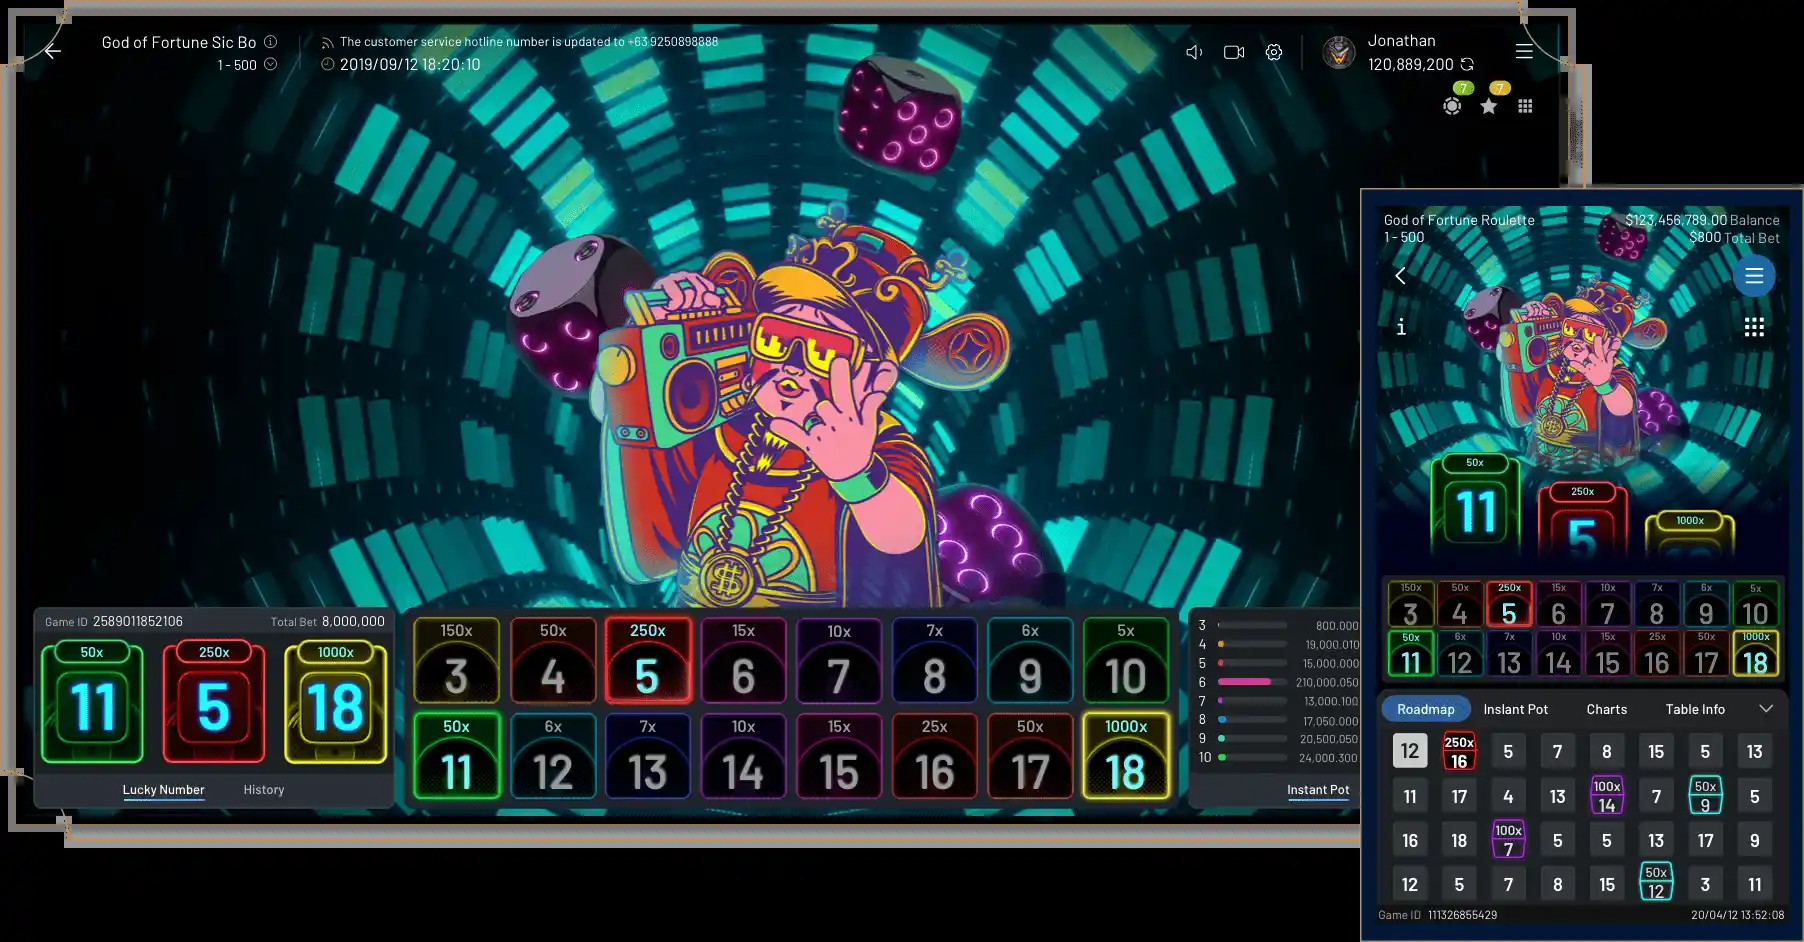 God of Fortune Sic Bo
1 - 500
The customer service hotline number is updated to +63 9250898888
2019/09/12 18:20:10
Jonathan
120,889,200
7
7
Game ID 2589011852106
Total Bet 8,000,000
50x 250x 1000x
11 5 18
Lucky Number History
150x 50x 250x 15x 10x 7x 6x 5x
3 4 5 6 7 8 9 10
50x 6x 7x 10x 15x 25x 50x 1000x
11 12 13 14 15 16 17 18
3 800.000
4 19,000.010
5 15,000.000
6 210,000.050
7 13,000.100
8 17,050.000
9 20,500.050
10 24,000.300
Instant Pot
God of Fortune Roulette
1 - 500
$123,456,789.00 Balance
$800 Total Bet
50x 250x 1000x
11 5
150x 50x 250x 15x 10x 7x 6x 5x
3 4 5 6 7 8 9 10
50x 6x 7x 10x 15x 25x 50x 1000x
11 12 13 14 15 16 17 18
Roadmap Inslant Pot Charts Table Info
12 250x 16 5 7 8 15 5 13
11 17 4 13 100x 14 7 50x 9 5
16 18 100x 7 5 5 13 17 9
12 5 7 8 15 50x 12 3 11
Game ID 111326855429
20/04/12 13:52:08